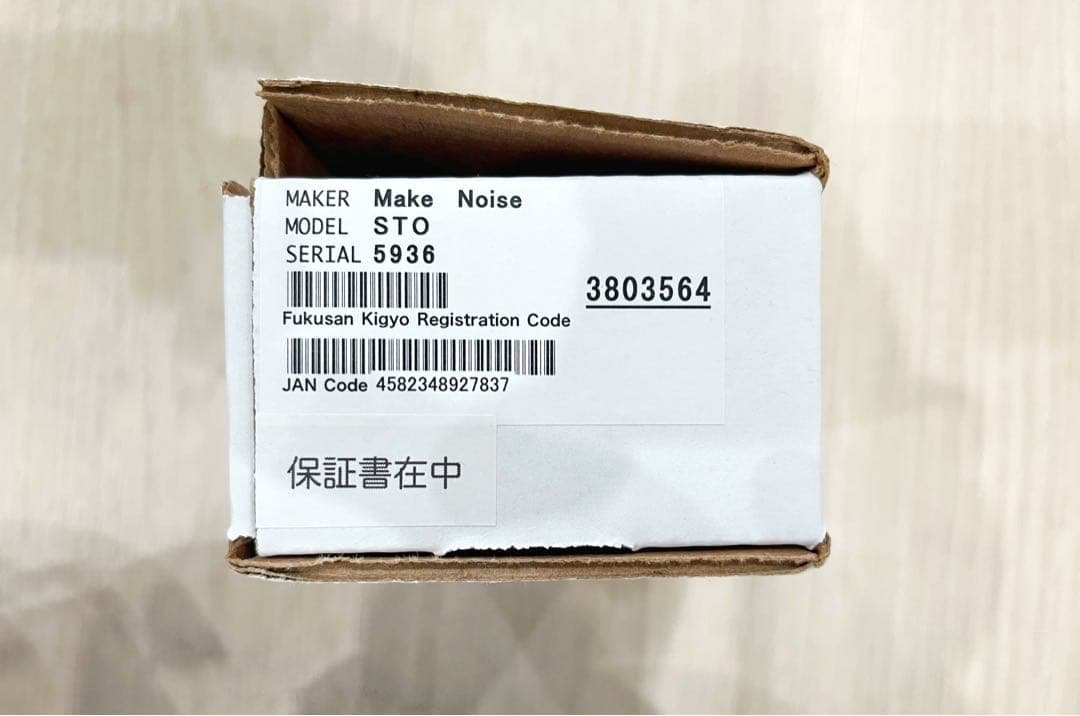 MAKER Make Noise
MODEL STO
SERIAL 5936
3803564
Fukusan Kigyo Registration Code
JAN Code 4582348927837
保証書在中